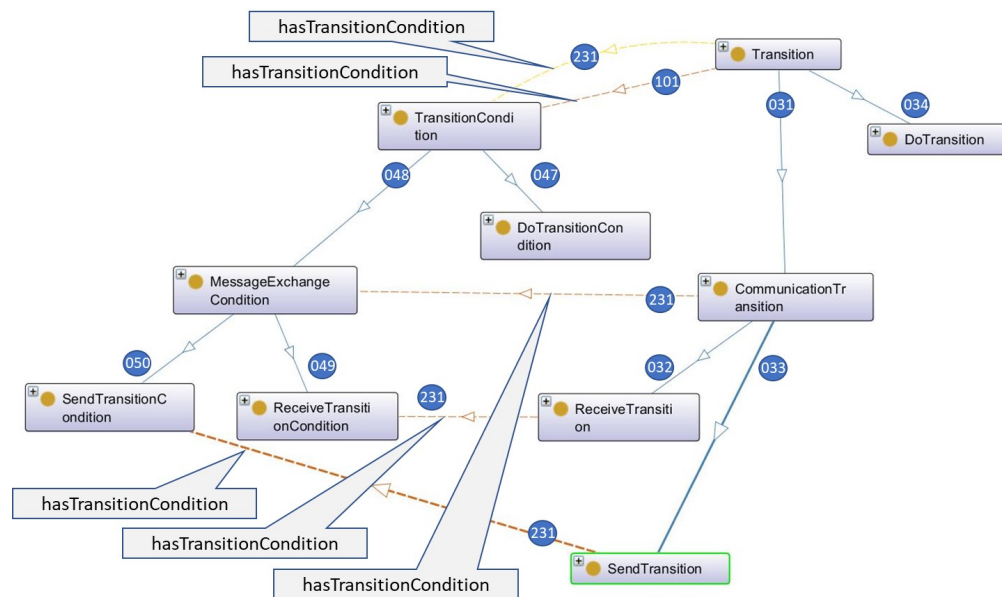 hasTransitionCondition
231
Transition
hasTransitionCondition
101
031
034
TransitionCondi
tion
DoTransition
048
047
DoTransitionCon
dition
MessageExchange
Condition
231
CommunicationTr
ansition
050
049
032
033
SendTransitionC
ondition
ReceiveTransiti
onCondition
231
ReceiveTransiti
on
hasTransitionCondition
hasTransitionCondition
231
hasTransitionCondition
SendTransition